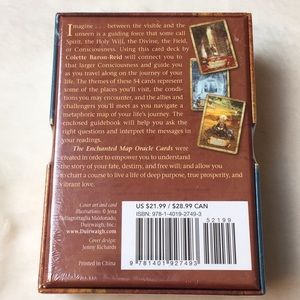 Imagine . . . between the visible and the
unseen is a guiding force that some call
Spirit, the Holy Will, the Divine, the Field,
or Consciousness. Using this card deck by
Colette Baron-Reid will connect you to
that larger Consciousness and guide you
as you travel along on the journey of your
life. The themes of these 54 cards represent
some of the places you'll visit, the conditions
you may encounter, and the allies and
challengers you'll meet as you navigate a
metaphoric map of your life's journey. The
enclosed guidebook will help you ask the
right questions and interpret the messages in
your readings.
The Enchanted Map Oracle Cards were
created in order to empower you to understand
the story of your fate, destiny, and free will; and allow you
to chart a course to live a life of deep purpose, true prosperity, and
vibrant love.
Cover art and card
illustrations: © Jena
DellaGrottaglia Maldonado,
Duirwaigh, Inc.:
www.Duirwaigh.com
Cover design:
Jenny Richards
Printed in China
US $21.99 / $28.99 CAN
ISBN: 978-1-4019-2749-3
52199
9 781401 927493